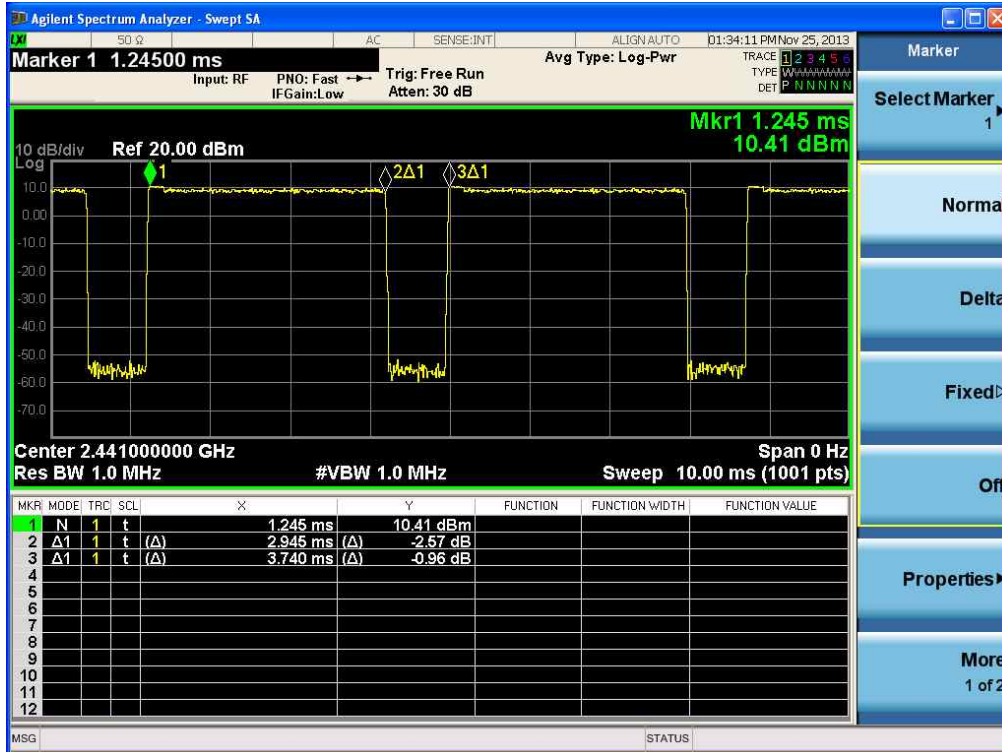 Agilent Spectrum Analyzer - Swept SA
LXI 50 Ω AC SENSE:INT ALIGN AUTO 01:34:11 PM Nov 25, 2013
Marker 1 1.24500 ms
Input: RF PNO: Fast Trig: Free Run Avg Type: Log-Pwr TRACE 1 2 3 4 5 6
TYPE W
IFGain:Low Atten: 30 dB DET P N N N N N
Marker
Select Marker
1
Mkr1 1.245 ms
10.41 dBm
10 dB/div Ref 20.00 dBm
Log
1 2Δ1 3Δ1
10.0
0.00
-10.0
-20.0
-30.0
-40.0
-50.0
-60.0
-70.0
Center 2.441000000 GHz Span 0 Hz
Res BW 1.0 MHz #VBW 1.0 MHz Sweep 10.00 ms (1001 pts)
MKR MODE TRC SCL X Y FUNCTION FUNCTION WIDTH FUNCTION VALUE
1 N 1 t 1.245 ms 10.41 dBm
2 Δ1 1 t (Δ) 2.945 ms (Δ) -2.57 dB
3 Δ1 1 t (Δ) 3.740 ms (Δ) -0.96 dB
4
5
6
7
8
9
10
11
12
Norma
Delta
Fixed
Off
Properties
More
1 of 2
MSG STATUS